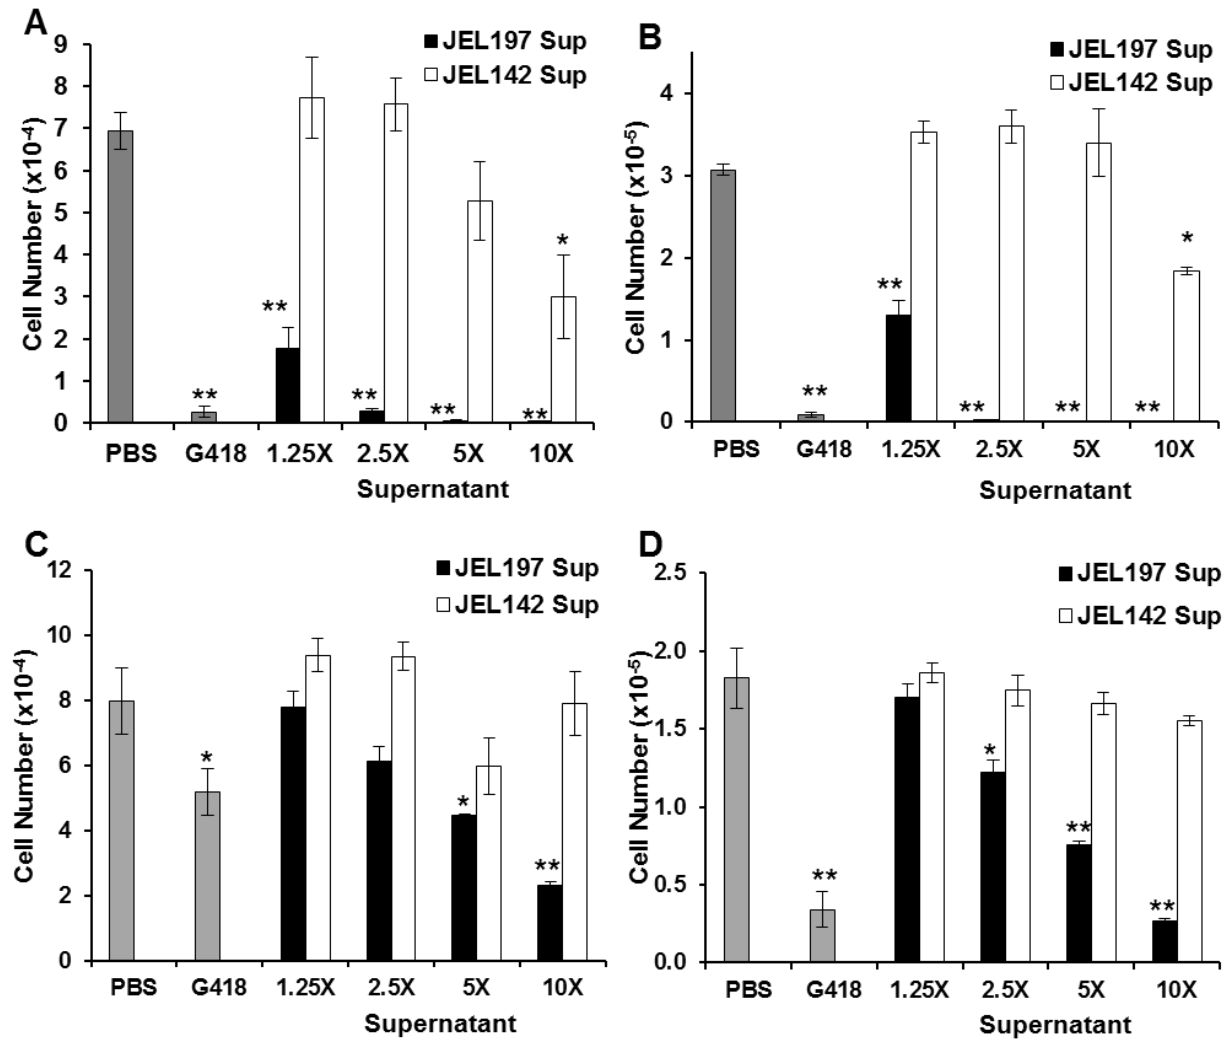 A
JEL197 Sup
JEL142 Sup
Cell Number (x10-4)
9
8
7
6
5
4
3
2
1
0
**
**
**
**
**
*
PBS G418 1.25X 2.5X 5X 10X
Supernatant
B
JEL197 Sup
JEL142 Sup
Cell Number (x10-5)
4
3
2
1
0
**
**
**
**
**
*
PBS G418 1.25X 2.5X 5X 10X
Supernatant
C
JEL197 Sup
JEL142 Sup
Cell Number (x10-4)
12
10
8
6
4
2
0
*
*
**
PBS G418 1.25X 2.5X 5X 10X
Supernatant
D
JEL197 Sup
JEL142 Sup
Cell Number (x10-5)
2.5
2.0
1.5
1.0
0.5
0.0
**
*
**
**
PBS G418 1.25X 2.5X 5X 10X
Supernatant